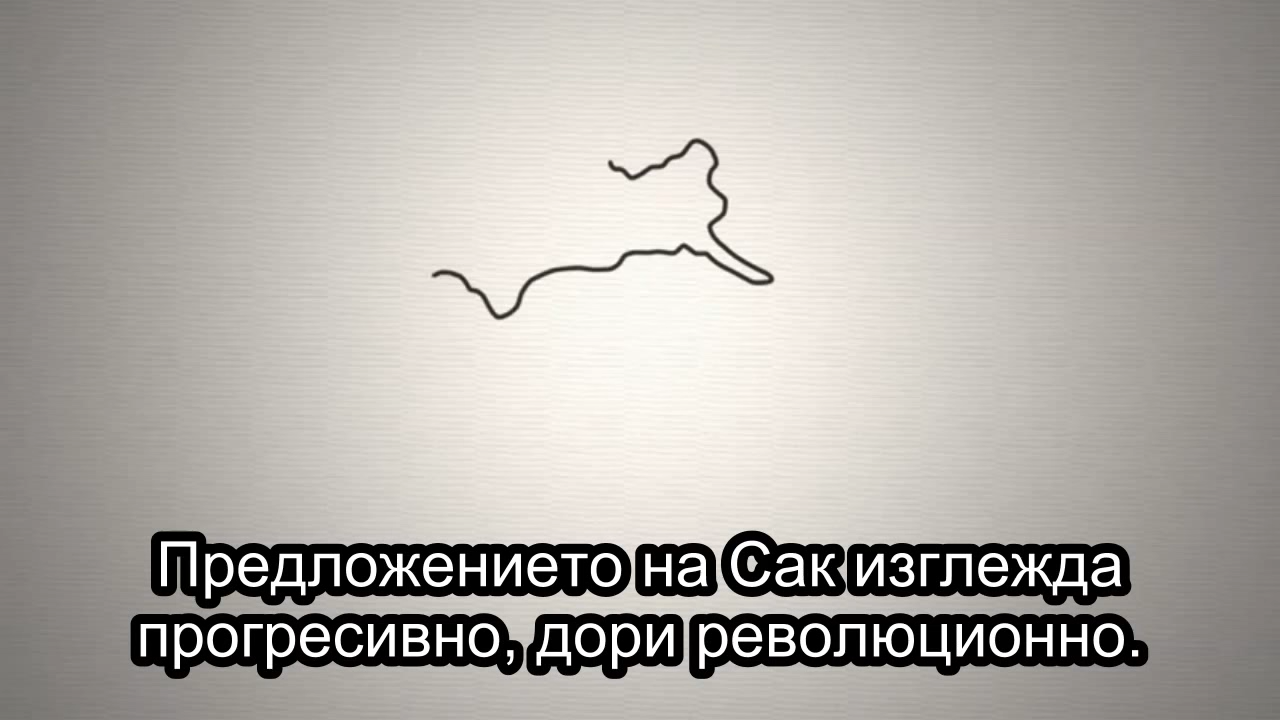 Предложението на Сак изглежда
прогресивно, дори революционно.